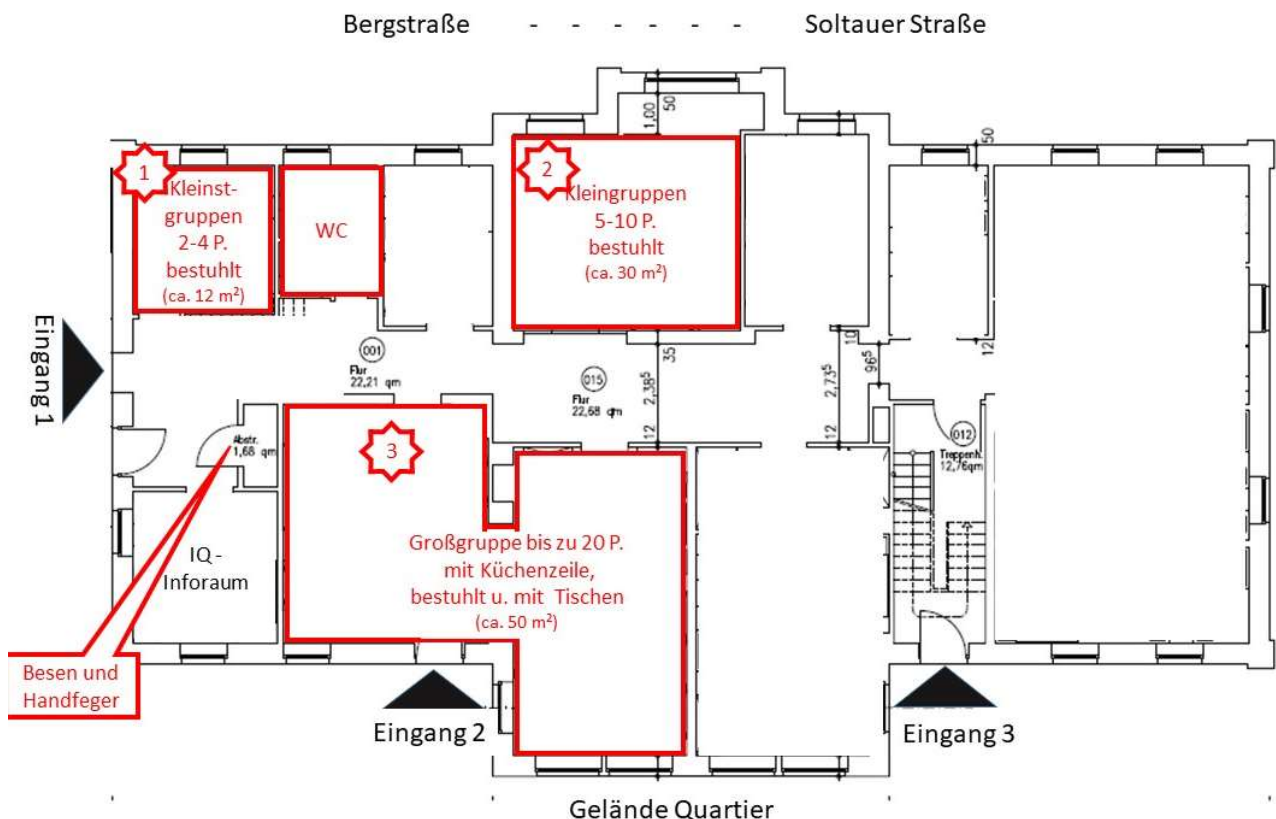 Bergstraße - - - - - - Soltauer Straße
1,00
50
50
1
Kleinst-
gruppen
2-4 P.
bestuhlt
(ca. 12 m²)
WC
2
Kleingruppen
5-10 P.
bestuhlt
(ca. 30 m²)
Eingang 1
001
Flur
22,21 qm
015
Flur
22,68 qm
35
2,38⁵
12
10
2,73⁵
12
96⁵
12
Abstr.
1,68 qm
3
012
Treppenh.
12,76qm
IQ -
Inforaum
Großgruppe bis zu 20 P.
mit Küchenzeile,
bestuhlt u. mit Tischen
(ca. 50 m²)
Besen und
Handfeger
Eingang 2
Eingang 3
Gelände Quartier